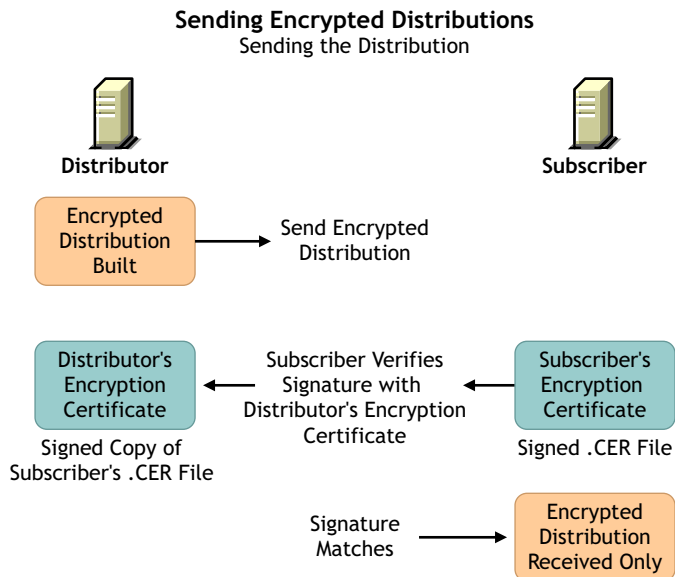 Sending Encrypted Distributions
Sending the Distribution
Distributor
Subscriber
Encrypted
Distribution
Built
Send Encrypted
Distribution
Distributor's
Encryption
Certificate
Subscriber Verifies
Signature with
Distributor's Encryption
Certificate
Subscriber's
Encryption
Certificate
Signed Copy of
Subscriber's .CER File
Signed .CER File
Signature
Matches
Encrypted
Distribution
Received Only